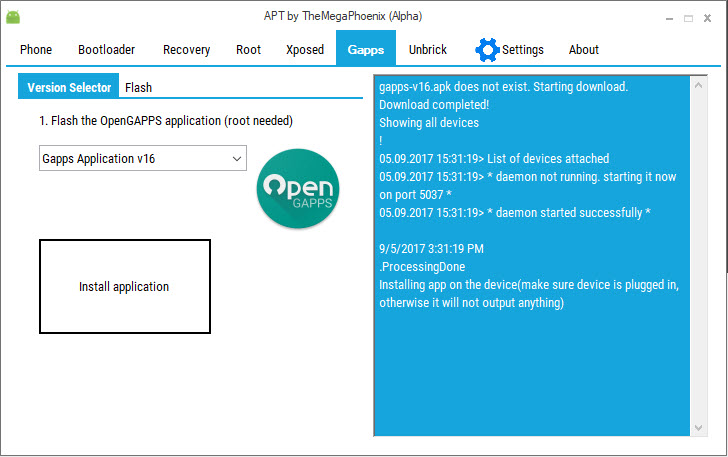 APT by TheMegaPhoenix (Alpha)
Phone Bootloader Recovery Root Xposed Gapps Unbrick Settings About
Version Selector Flash
1. Flash the OpenGAPPS application (root needed)
Gapps Application v16
Open
GAPPS
Install application
gapps-v16.apk does not exist. Starting download.
Download completed!
Showing all devices
!
05.09.2017 15:31:19> List of devices attached
05.09.2017 15:31:19> * daemon not running. starting it now
on port 5037 *
05.09.2017 15:31:19> * daemon started successfully *
9/5/2017 3:31:19 PM
.ProcessingDone
Installing app on the device(make sure device is plugged in,
otherwise it will not output anything)